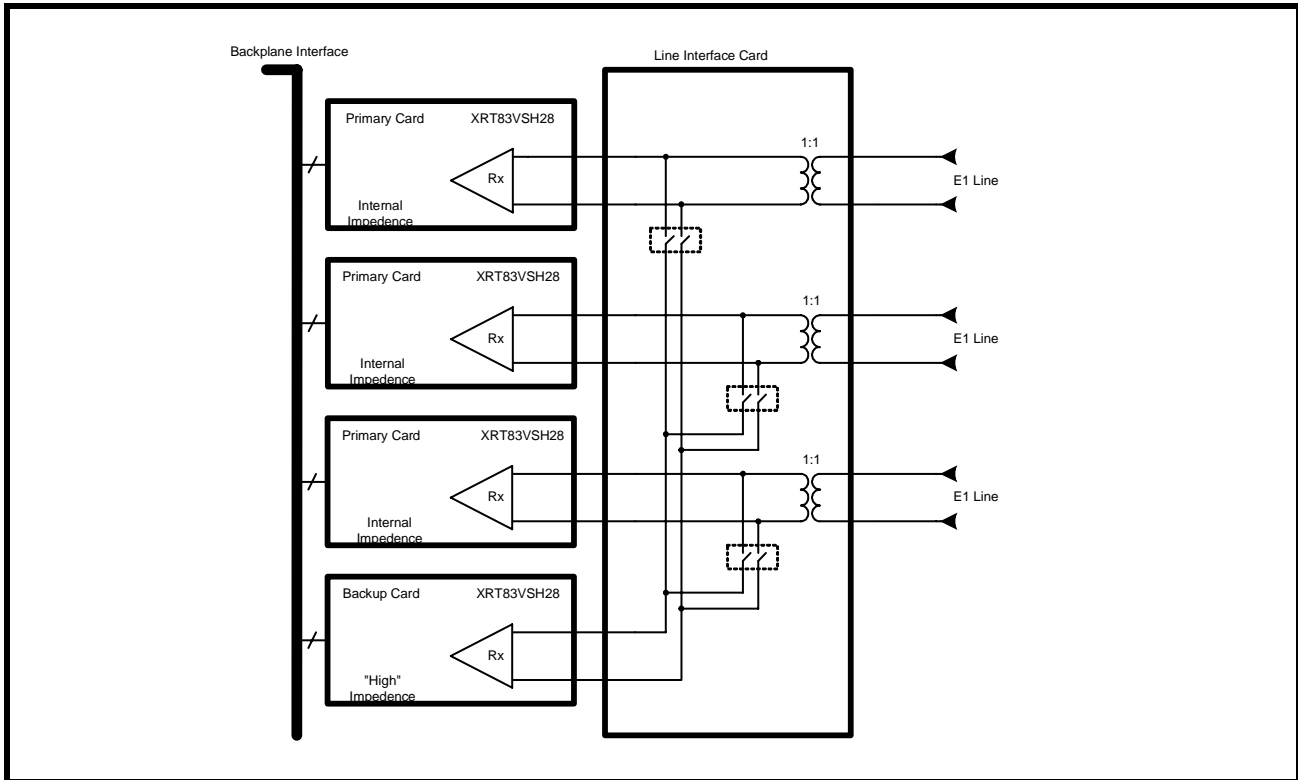 Backplane Interface
Line Interface Card
Primary Card XRT83VSH28
Rx
Internal
Impedence
1:1
E1 Line
Primary Card XRT83VSH28
Rx
Internal
Impedence
1:1
E1 Line
Primary Card XRT83VSH28
Rx
Internal
Impedence
1:1
E1 Line
Backup Card XRT83VSH28
Rx
"High"
Impedence